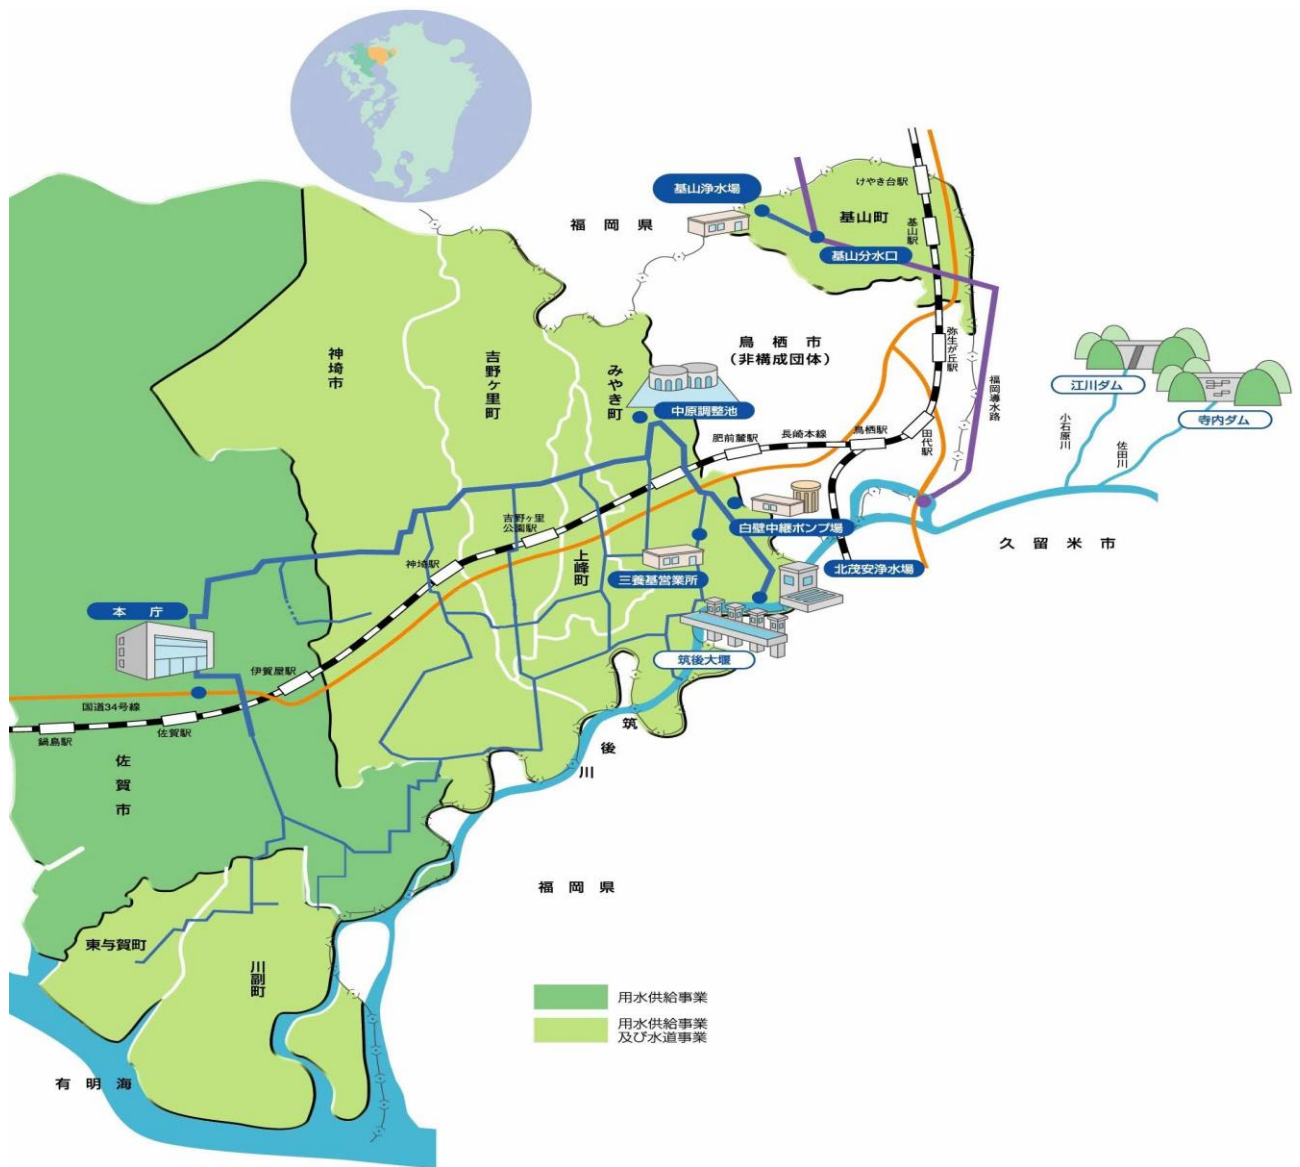 基山浄水場
福岡県
けやき台駅
基山町
基山駅
基山分水口
鳥栖市
(非構成団体)
弥生が丘駅
福岡導水路
江川ダム
寺内ダム
小石原川
佐田川
神埼市
吉野ヶ里町
みやき町
中原調整池
肥前麓駅
長崎本線
鳥栖駅
田代駅
白壁中継ポンプ場
久留米市
吉野ヶ里
公園駅
神埼駅
上峰町
三養基営業所
北茂安浄水場
本庁
筑後大堰
伊賀屋駅
国道34号線
鍋島駅
佐賀駅
筑後川
佐賀市
福岡県
東与賀町
川副町
有明海
用水供給事業
用水供給事業
及び水道事業